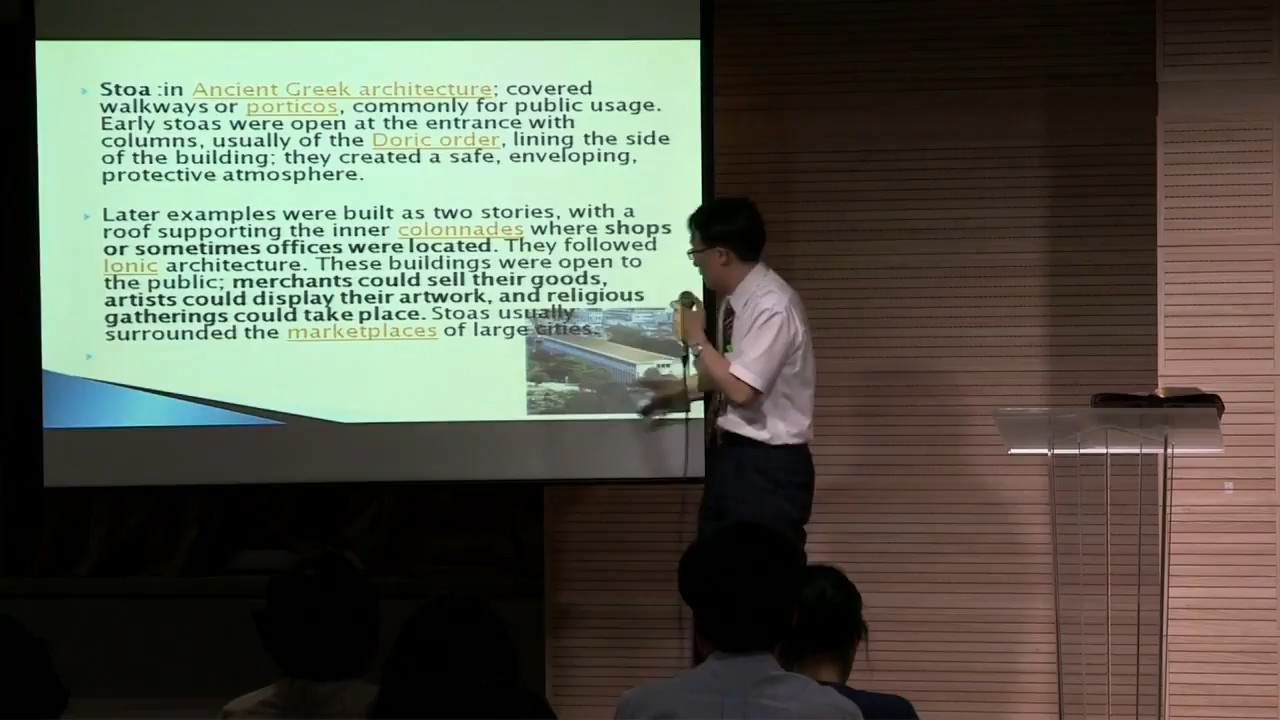 Stoa :in Ancient Greek architecture; covered
walkways or porticos, commonly for public usage.
Early stoas were open at the entrance with
columns, usually of the Doric order, lining the side
of the building; they created a safe, enveloping,
protective atmosphere.
Later examples were built as two stories, with a
roof supporting the inner colonnades where shops
or sometimes offices were located. They followed
Ionic architecture. These buildings were open to
the public; merchants could sell their goods,
artists could display their artwork, and religious
gatherings could take place. Stoas usually
surrounded the marketplaces of large cities.